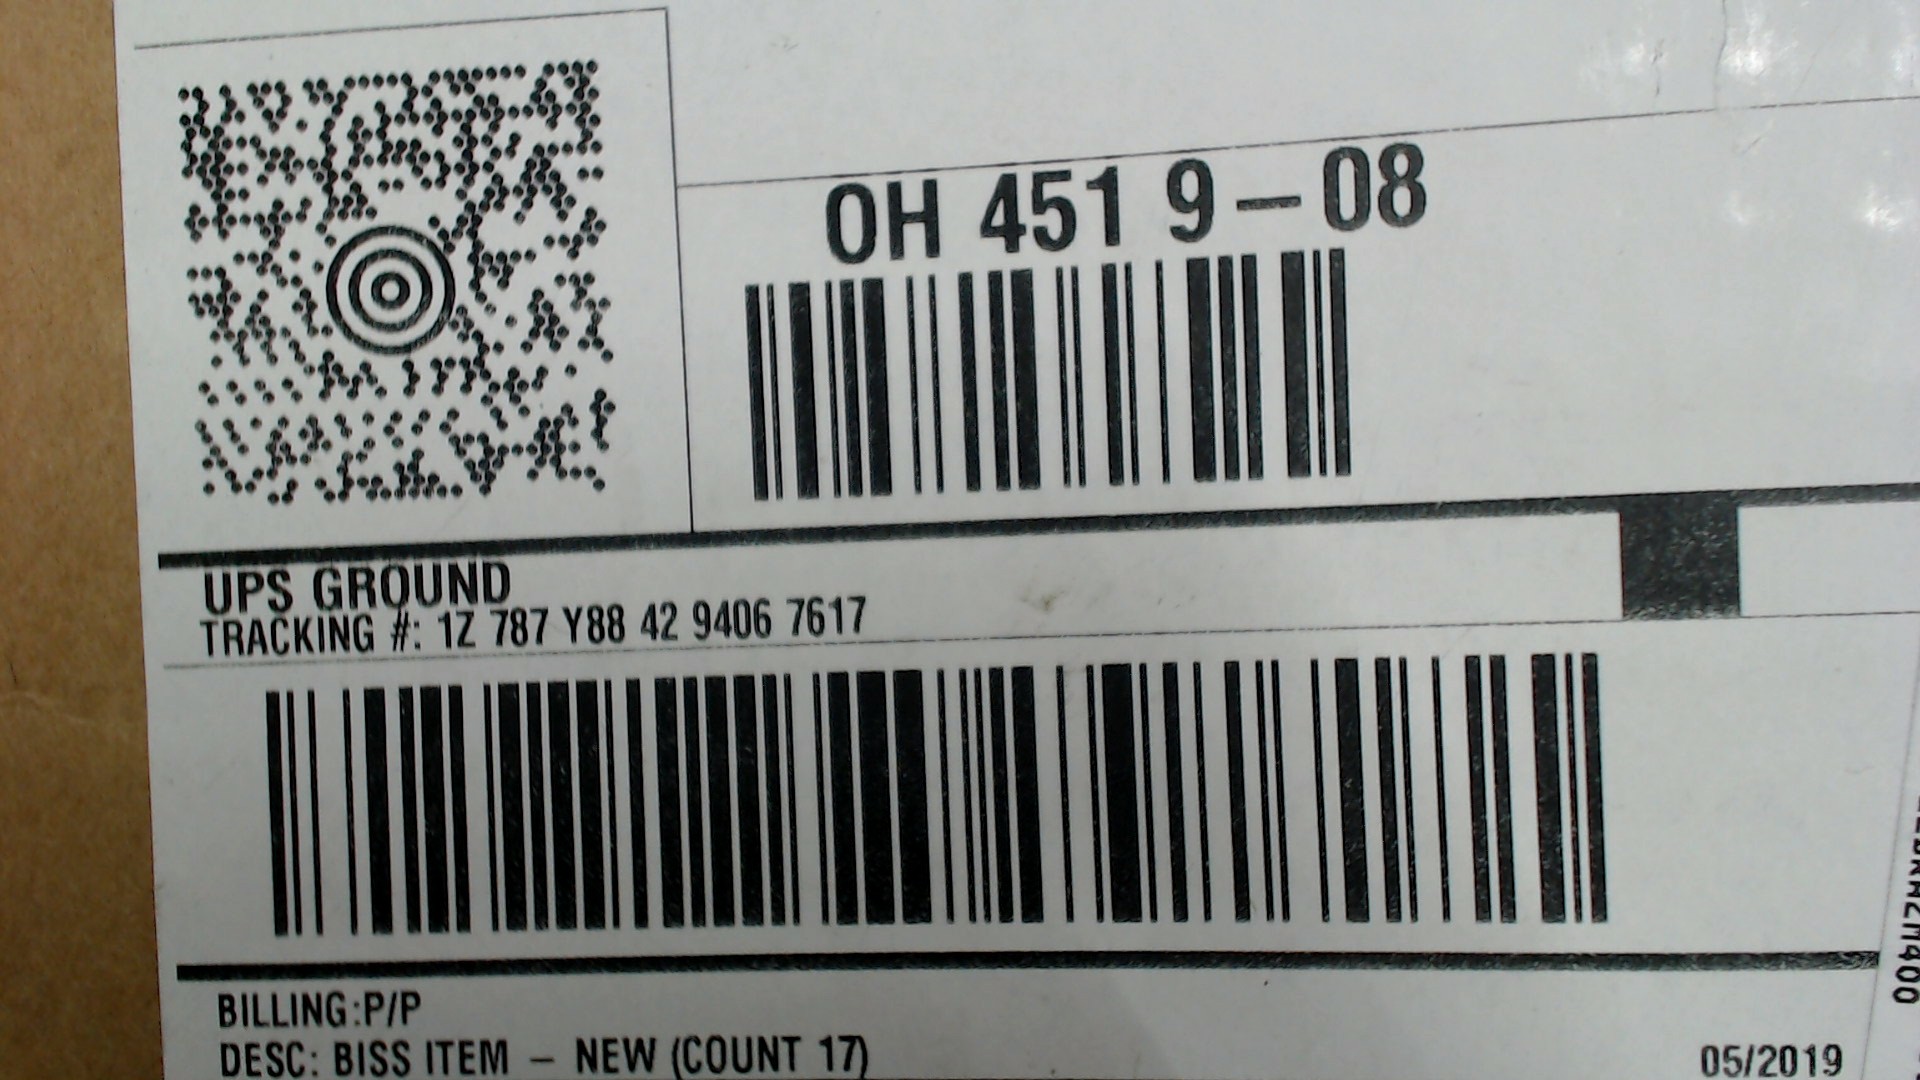 OH 451 9-08
UPS GROUND
TRACKING #: 1Z 787 Y88 42 9406 7617
BILLING:P/P
DESC: BISS ITEM - NEW (COUNT 17)
05/2019